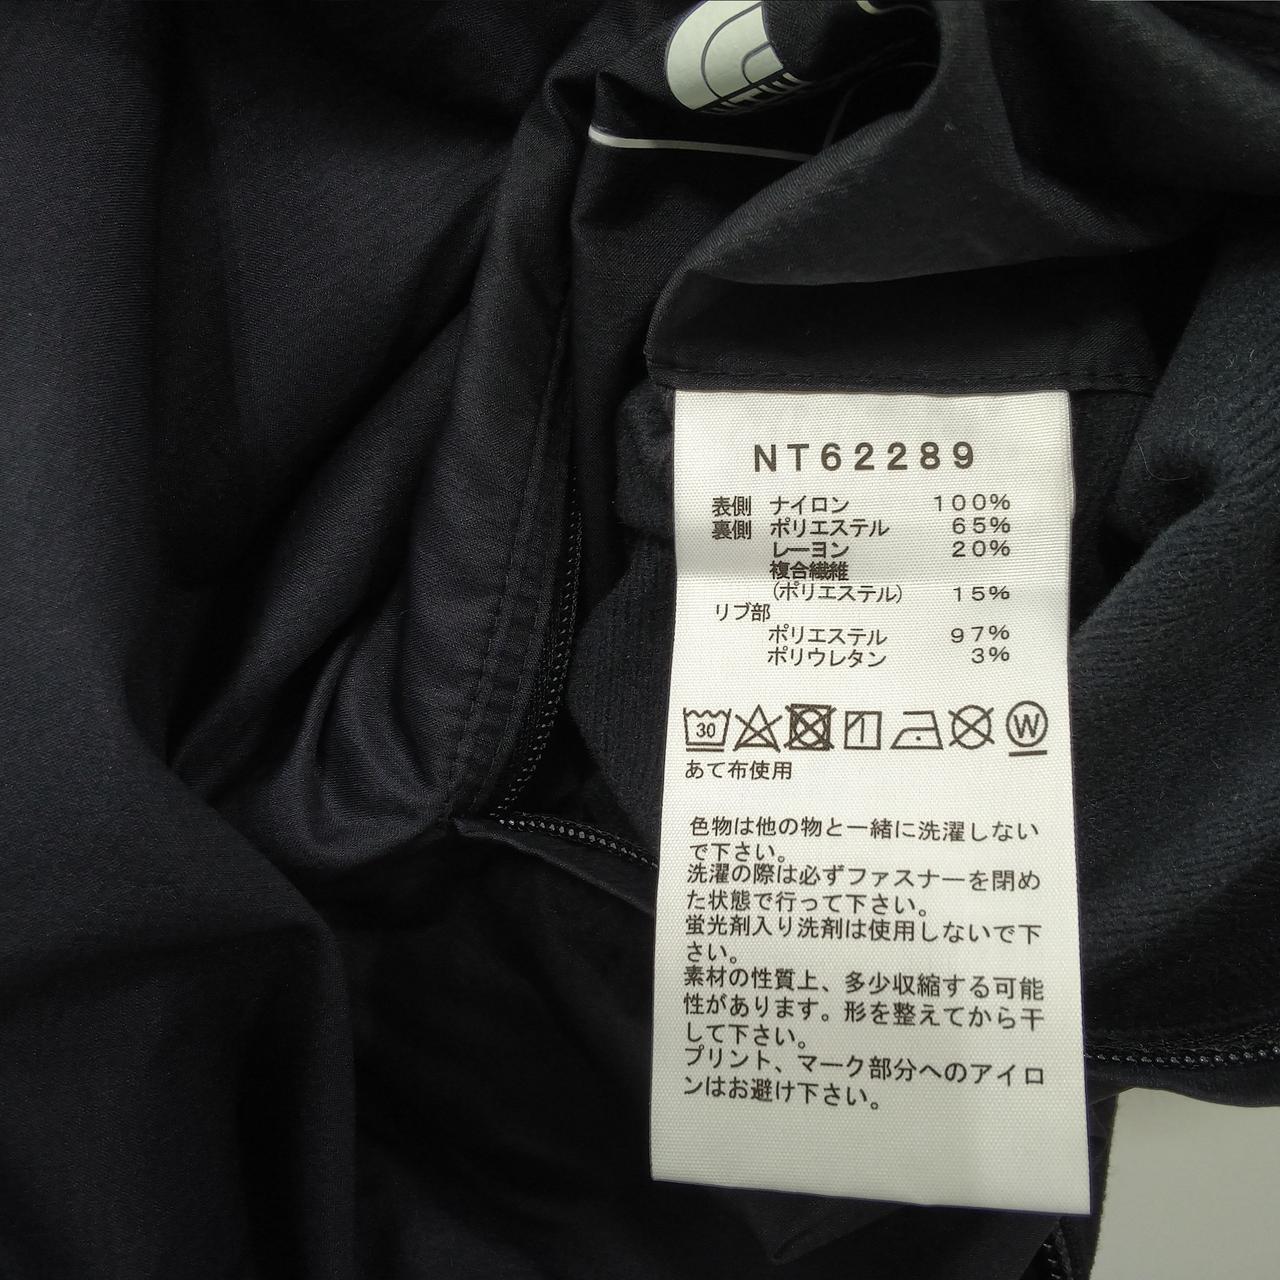 NT62289
表側 ナイロン 100%
裏側 ポリエステル 65%
レーヨン 20%
複合繊維
(ポリエステル) 15%
リブ部
ポリエステル 97%
ポリウレタン 3%
30 W
あて布使用
色物は他の物と一緒に洗濯しない
で下さい。
洗濯の際は必ずファスナーを閉め
た状態で行って下さい。
蛍光剤入り洗剤は使用しないで下
さい。
素材の性質上、多少収縮する可能
性があります。形を整えてから干
して下さい。
プリント、マーク部分へのアイロ
ンはお避け下さい。